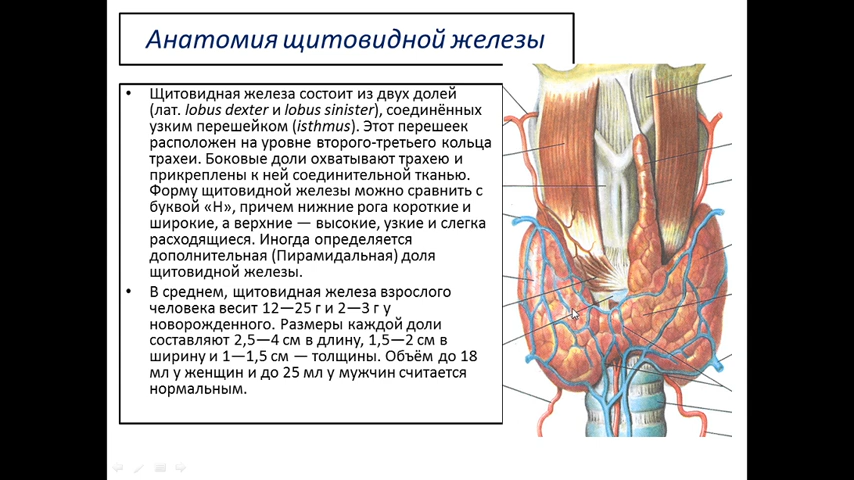 Анатомия щитовидной железы
• Щитовидная железа состоит из двух долей
(лат. lobus dexter и lobus sinister), соединённых
узким перешейком (isthmus). Этот перешеек
расположен на уровне второго-третьего кольца
трахеи. Боковые доли охватывают трахею и
прикреплены к ней соединительной тканью.
Форму щитовидной железы можно сравнить с
буквой «Н», причем нижние рога короткие и
широкие, а верхние — высокие, узкие и слегка
расходящиеся. Иногда определяется
дополнительная (Пирамидальная) доля
щитовидной железы.
• В среднем, щитовидная железа взрослого
человека весит 12—25 г и 2—3 г у
новорожденного. Размеры каждой доли
составляют 2,5—4 см в длину, 1,5—2 см в
ширину и 1—1,5 см — толщины. Объём до 18
мл у женщин и до 25 мл у мужчин считается
нормальным.